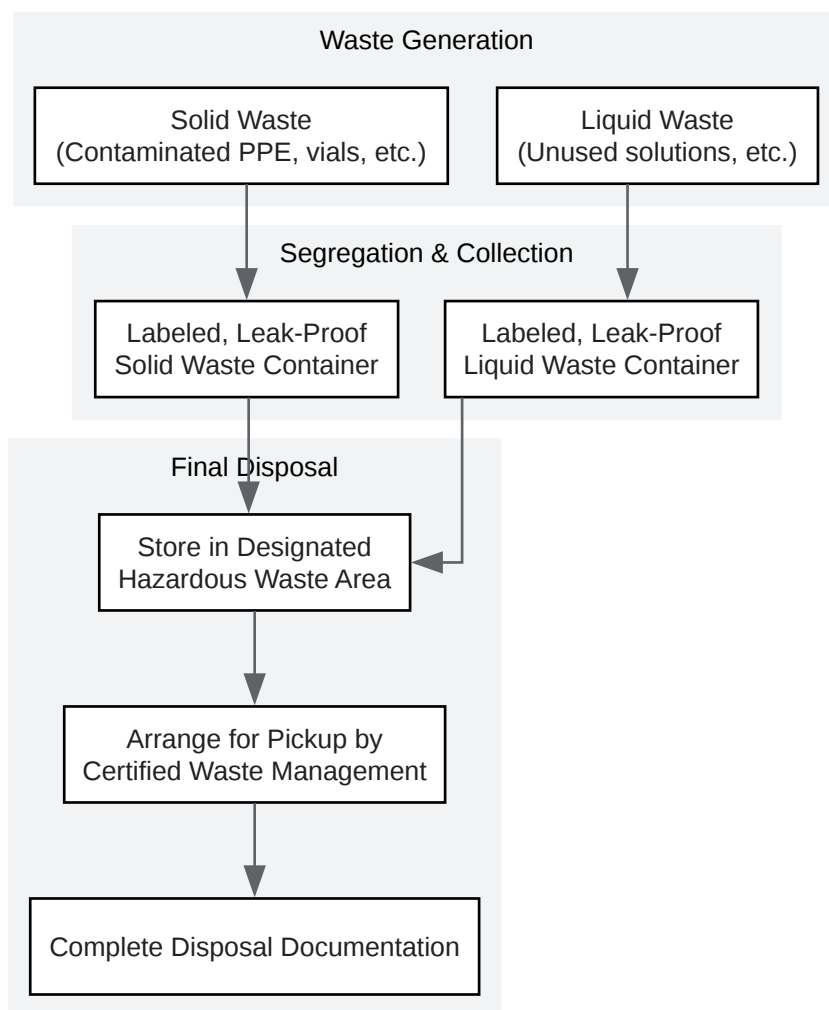 Waste Generation
Solid Waste
(Contaminated PPE, vials, etc.)
Liquid Waste
(Unused solutions, etc.)
Segregation & Collection
Labeled, Leak-Proof
Solid Waste Container
Labeled, Leak-Proof
Liquid Waste Container
Final Disposal
Store in Designated
Hazardous Waste Area
Arrange for Pickup by
Certified Waste Management
Complete Disposal Documentation